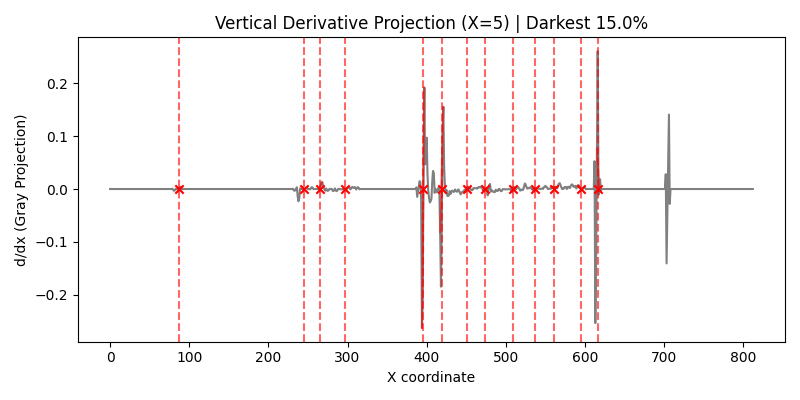 Vertical Derivative Projection (X=5) | Darkest 15.0%
d/dx (Gray Projection)
0.2
0.1
0.0
−0.1
−0.2
0 100 200 300 400 500 600 700 800
X coordinate